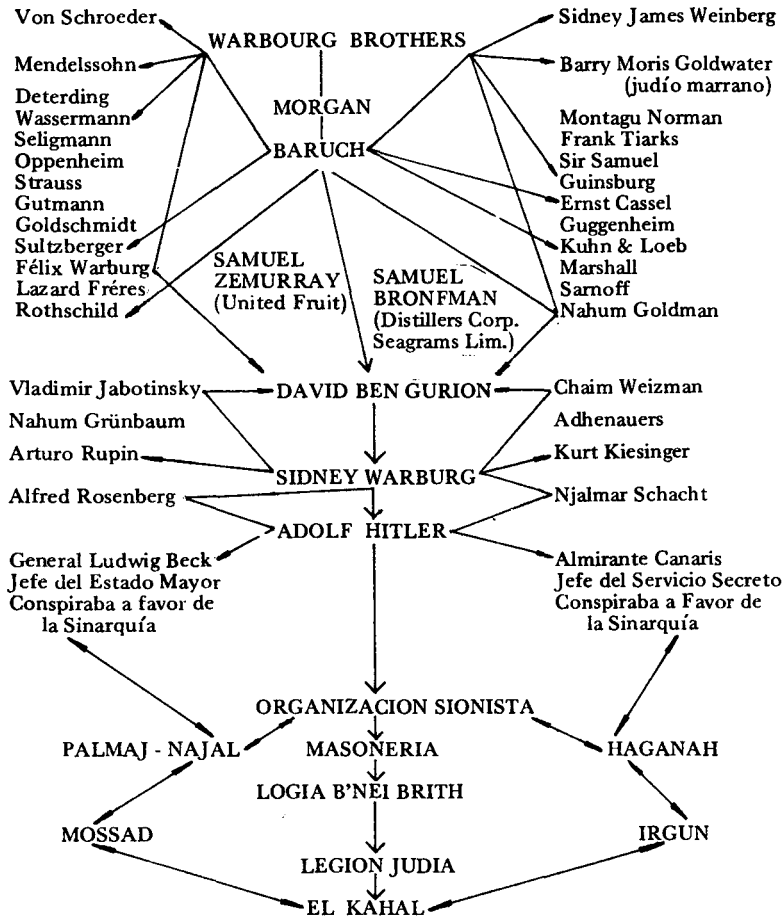 Von Schroeder
Sidney James Weinberg
WARBOURG BROTHERS
Mendelssohn
Barry Moris Goldwater
(judío marrano)
Deterding
MORGAN
Wassermann
Montagu Norman
Seligmann
Frank Tiarks
Oppenheim
BARUCH
Sir Samuel
Strauss
Guinsburg
Gutmann
Ernst Cassel
Goldschmidt
Guggenheim
Sultzberger
Kuhn & Loeb
Félix Warburg
Marshall
Lazard Fréres
Sarnoff
Rothschild
Nahum Goldman
SAMUEL
ZEMURRAY
(United Fruit)
SAMUEL
BRONFMAN
(Distillers Corp.
Seagrams Lim.)
Vladimir Jabotinsky
DAVID BEN GURION
Chaim Weizman
Nahum Grünbaum
Adhenauers
Arturo Rupin
Kurt Kiesinger
SIDNEY WARBURG
Alfred Rosenberg
Njalmar Schacht
ADOLF HITLER
General Ludwig Beck
Jefe del Estado Mayor
Conspiraba a favor de
la Sinarquía
Almirante Canaris
Jefe del Servicio Secreto
Conspiraba a Favor de
la Sinarquía
ORGANIZACION SIONISTA
PALMAJ - NAJAL
MASONERIA
HAGANAH
LOGIA B'NEI BRITH
MOSSAD
IRGUN
LEGION JUDIA
EL KAHAL